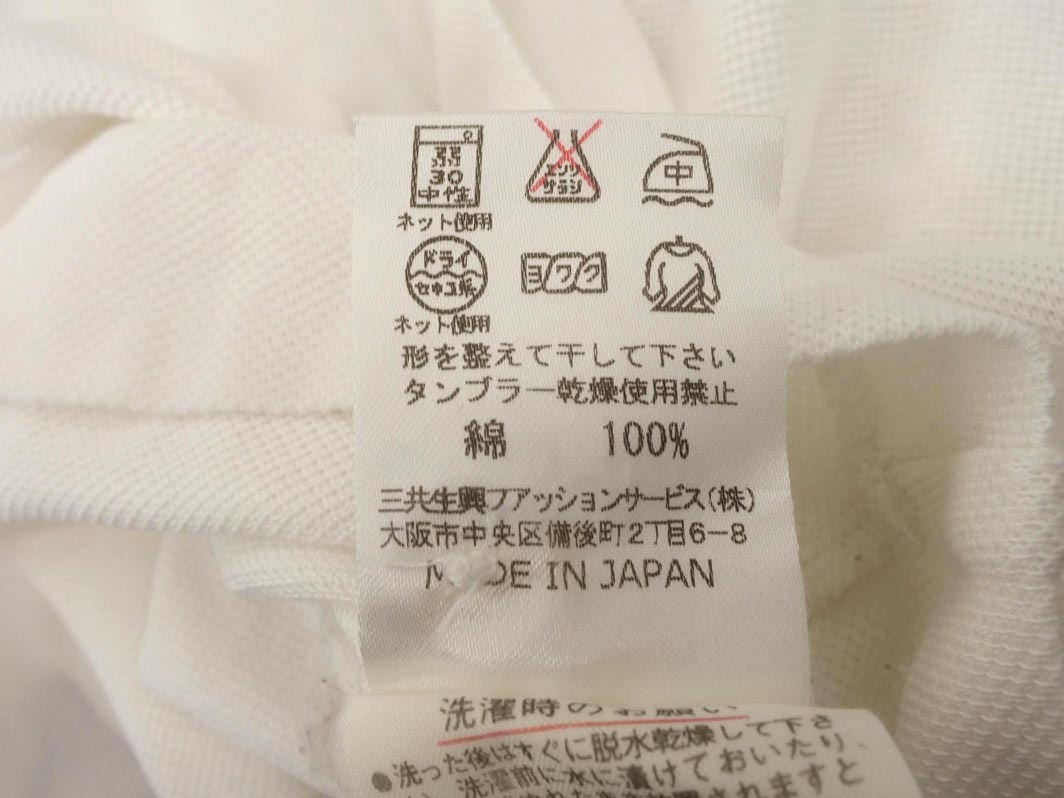 弱
30
中性
ネット使用
エンソ
サラシ
中
ドライ
セキユ系
ネット使用
ヨワク
形を整えて干して下さい
タンブラー乾燥使用禁止
綿 100%
三共生興ファッションサービス(株)
大阪市中央区備後町2丁目6-8
MADE IN JAPAN
洗濯時のお願い
●洗った後はすぐに脱水乾燥して下さ
洗濯前に水に漬けておいたり、
されますと